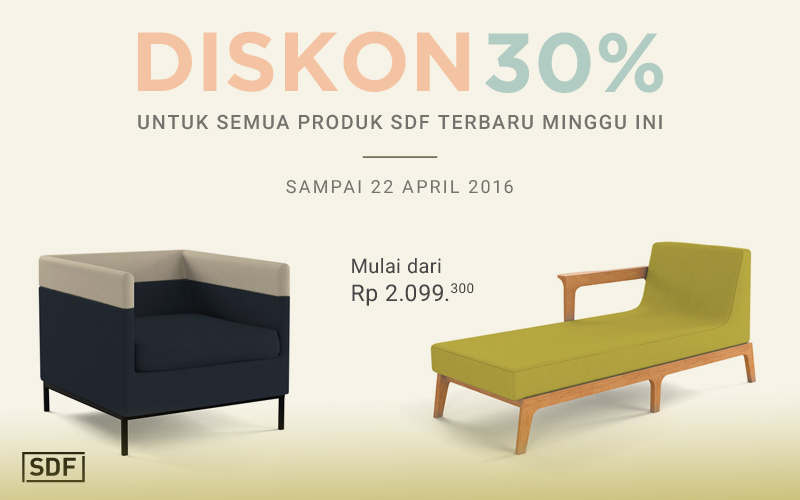 DISKON 30%
UNTUK SEMUA PRODUK SDF TERBARU MINGGU INI
SAMPAI 22 APRIL 2016
Mulai dari
Rp 2.099.300
SDF